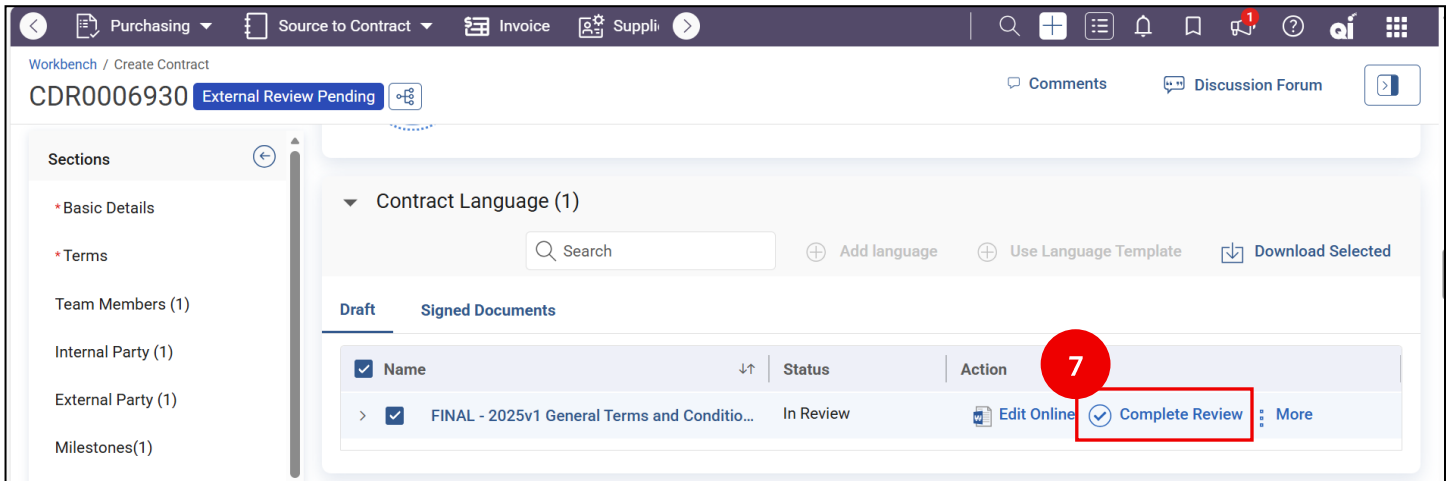 Purchasing Source to Contract Invoice Suppli 1 ? qi
Workbench / Create Contract
CDR0006930 External Review Pending Comments Discussion Forum
Sections
*Basic Details
*Terms
Team Members (1)
Internal Party (1)
External Party (1)
Milestones(1)
Contract Language (1)
Search Add language Use Language Template Download Selected
Draft Signed Documents
Name Status Action 7
FINAL - 2025v1 General Terms and Conditio... In Review Edit Online Complete Review More